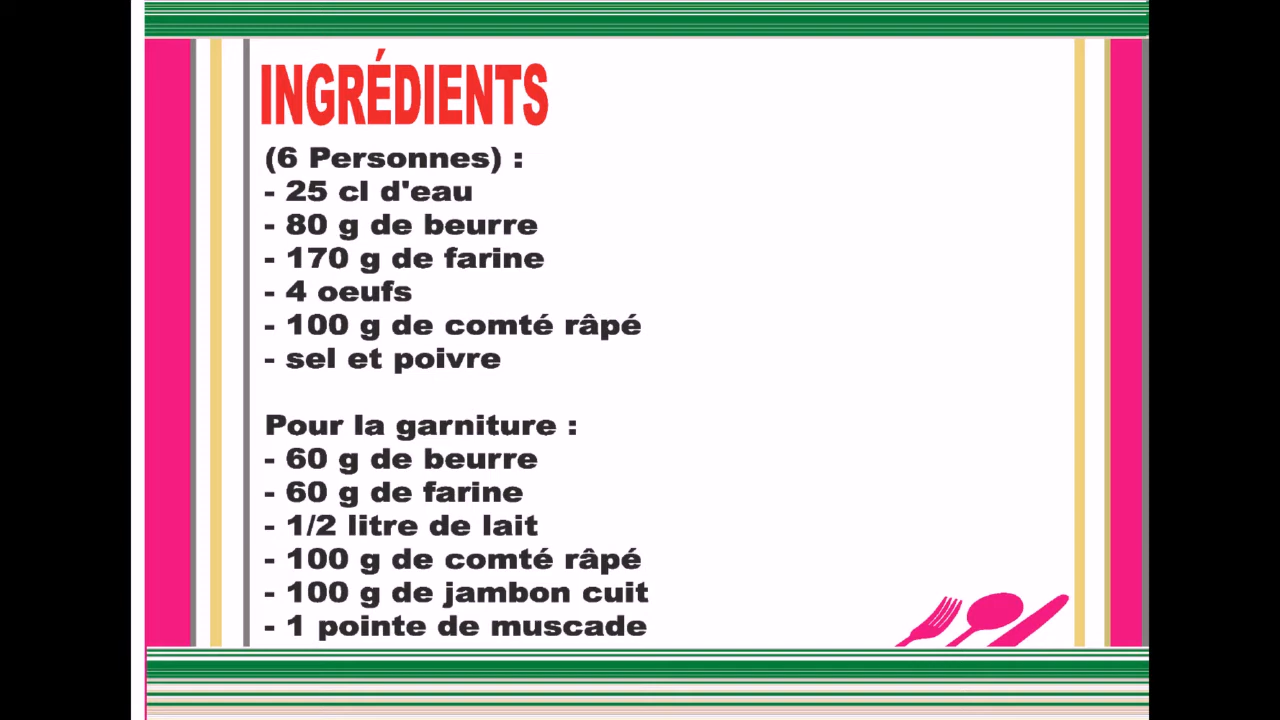 INGRÉDIENTS
(6 Personnes) :
- 25 cl d'eau
- 80 g de beurre
- 170 g de farine
- 4 oeufs
- 100 g de comté râpé
- sel et poivre
Pour la garniture :
- 60 g de beurre
- 60 g de farine
- 1/2 litre de lait
- 100 g de comté râpé
- 100 g de jambon cuit
- 1 pointe de muscade